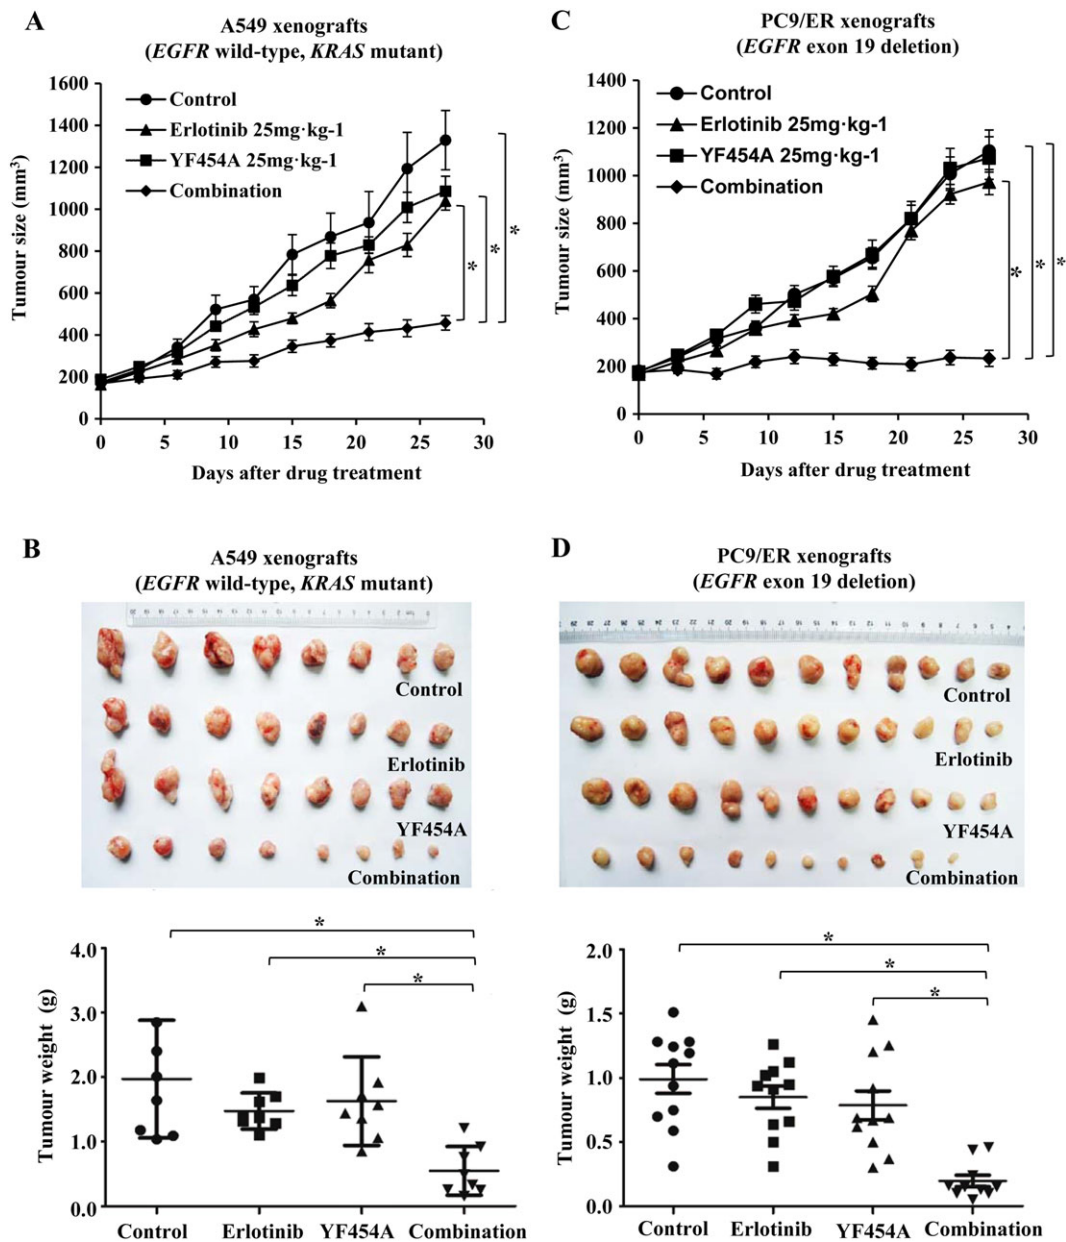 A
A549 xenografts
(EGFR wild-type, KRAS mutant)
1600
1400
1200
1000
800
600
400
200
0
Tumour size (mm³)
Control
Erlotinib 25mg·kg-1
YF454A 25mg·kg-1
Combination
*
*
*
0 5 10 15 20 25 30
Days after drug treatment
C
PC9/ER xenografts
(EGFR exon 19 deletion)
1400
1200
1000
800
600
400
200
0
Tumour size (mm³)
Control
Erlotinib 25mg·kg-1
YF454A 25mg·kg-1
Combination
*
*
*
0 5 10 15 20 25 30
Days after drug treatment
B
A549 xenografts
(EGFR wild-type, KRAS mutant)
Control
Erlotinib
YF454A
Combination
*
*
*
4.0
3.0
2.0
1.0
0.0
Tumour weight (g)
Control Erlotinib YF454A Combination
D
PC9/ER xenografts
(EGFR exon 19 deletion)
Control
Erlotinib
YF454A
Combination
*
*
*
2.0
1.5
1.0
0.5
0.0
Tumour weight (g)
Control Erlotinib YF454A Combination